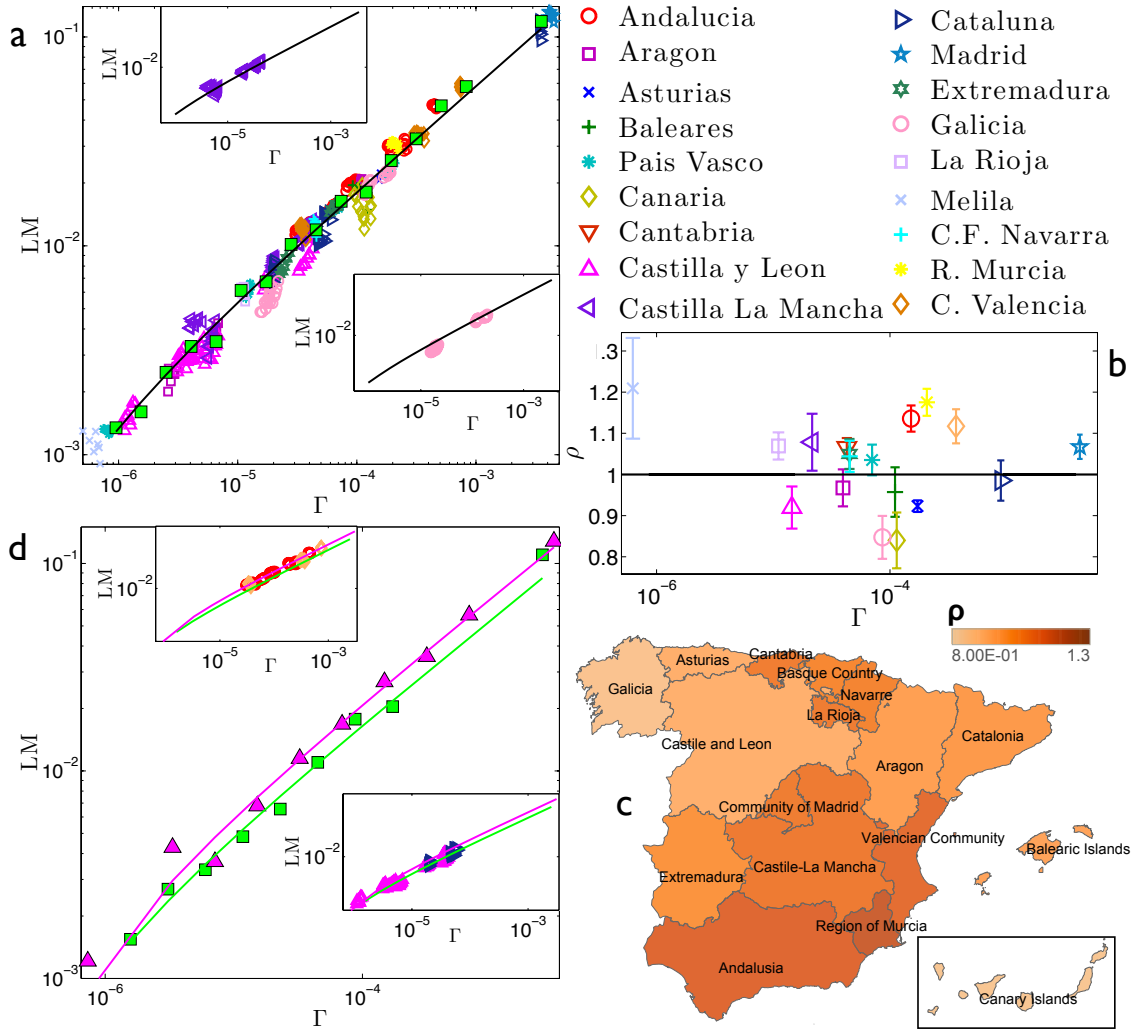 a
LM
10⁻¹
10⁻²
10⁻³
10⁻⁶
10⁻⁵
10⁻⁴
10⁻³
Γ
LM
10⁻²
10⁻⁵
10⁻³
Γ
LM
10⁻²
10⁻⁵
10⁻³
Γ
Andalucia
Aragon
Asturias
Baleares
Pais Vasco
Canaria
Cantabria
Castilla y Leon
Castilla La Mancha
Cataluna
Madrid
Extremadura
Galicia
La Rioja
Melila
C.F. Navarra
R. Murcia
C. Valencia
b
ρ
1.3
1.2
1.1
1
0.9
0.8
10⁻⁶
10⁻⁴
Γ
d
LM
10⁻¹
10⁻²
10⁻³
10⁻⁶
10⁻⁴
Γ
LM
10⁻²
10⁻⁵
10⁻³
Γ
LM
10⁻²
10⁻⁵
10⁻³
Γ
ρ
8.00E-01 1.3
c
Galicia
Asturias
Cantabria
Basque Country
Navarre
La Rioja
Castile and Leon
Aragon
Catalonia
Community of Madrid
Valencian Community
Balearic Islands
Castile-La Mancha
Extremadura
Region of Murcia
Andalusia
Canary Islands